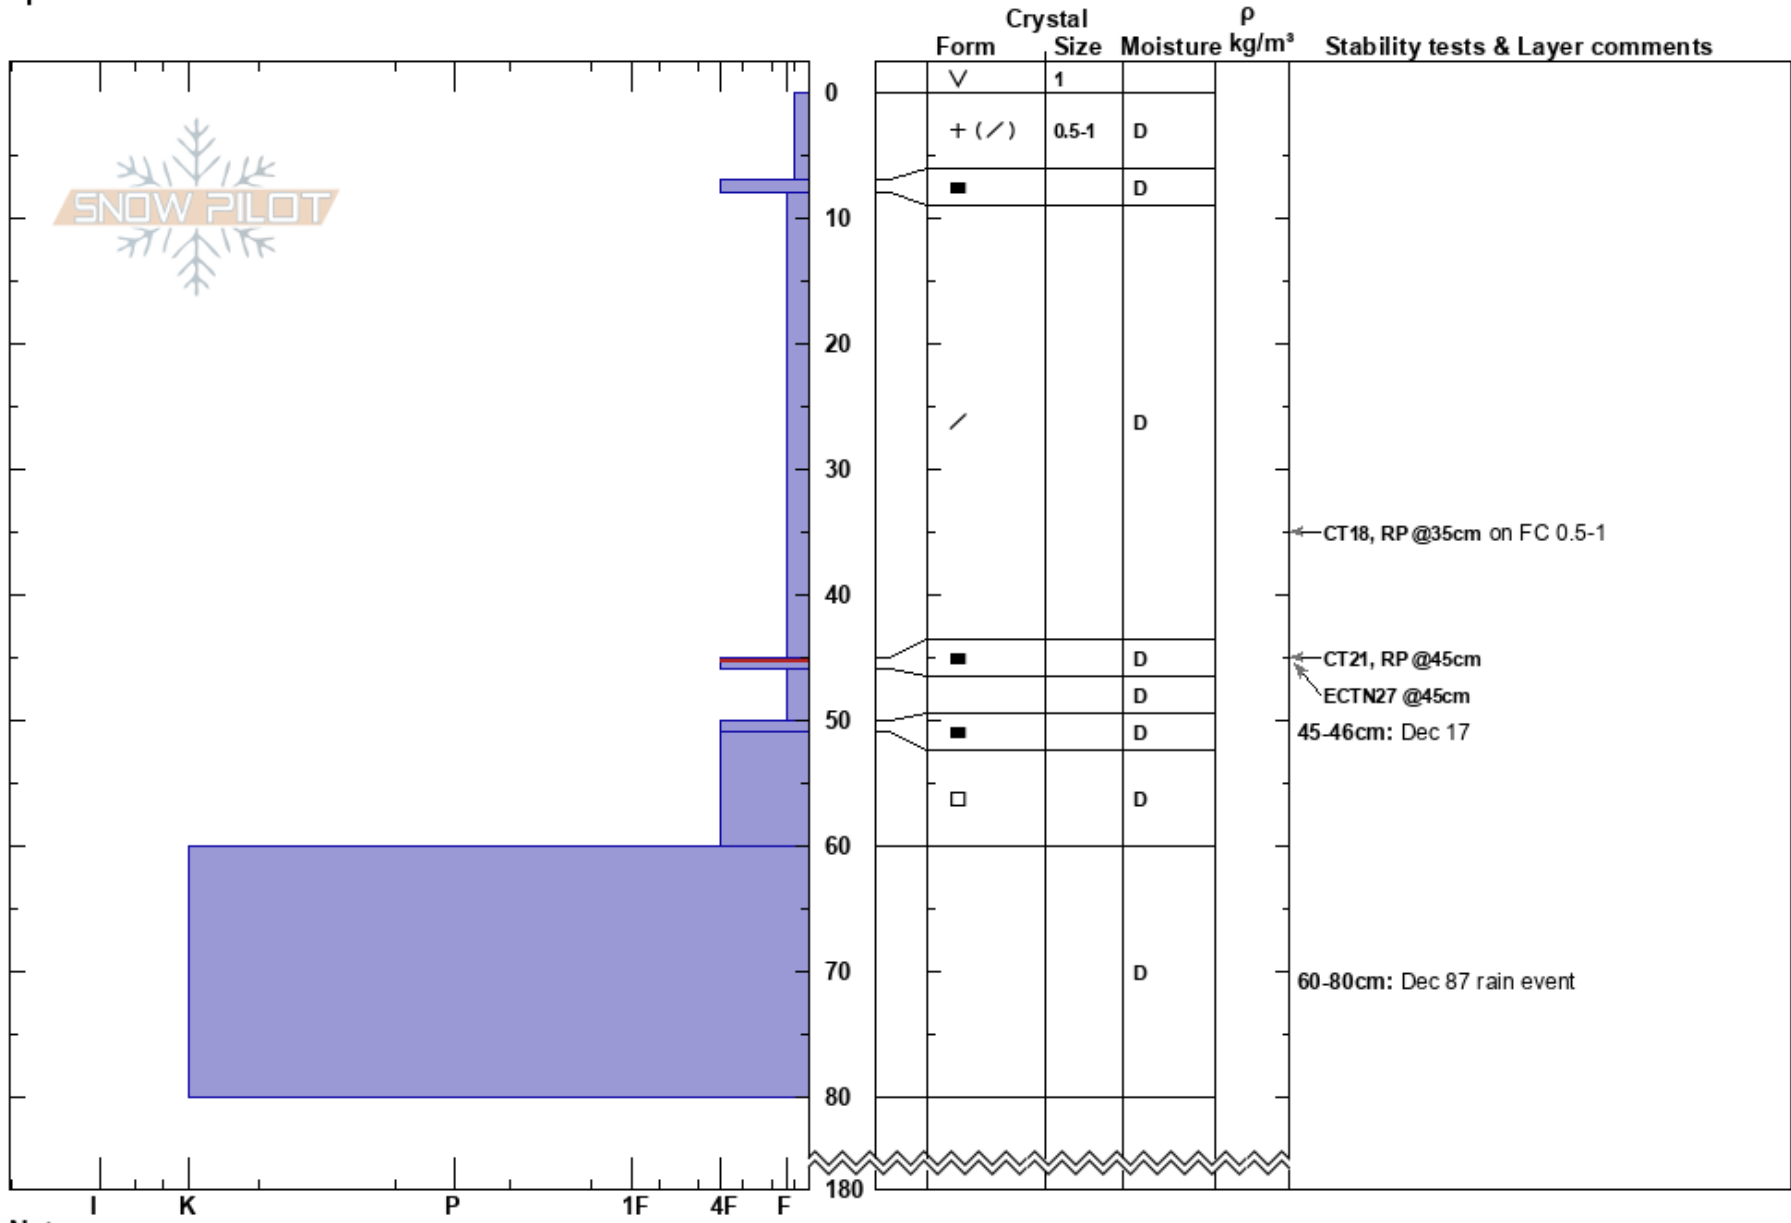 Crystal ρ
Form Size Moisture kg/m³ Stability tests & Layer comments
V 1
0
+ (/) 0.5-1 D
■ D
SNOW PILOT
10
20
/ D
30
CT18, RP @35cm on FC 0.5-1
40
■ D CT21, RP @45cm
D ECTN27 @45cm
50 ■ D 45-46cm: Dec 17
□ D
60
70 D 60-80cm: Dec 87 rain event
80
180
I K P 1F 4F F